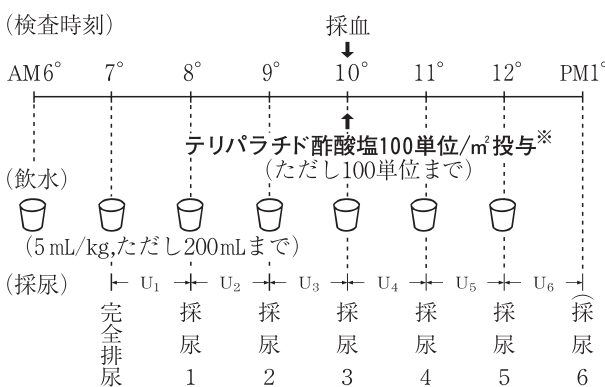 (検査時刻)
採血
AM6° 7° 8° 9° 10° 11° 12° PM1°
テリパラチド酢酸塩100単位/㎡投与※
(ただし100単位まで)
(飲水)
(5mL/kg,ただし200mLまで)
(採尿)
U₁ U₂ U₃ U₄ U₅ U₆
完全排尿
採尿1
採尿2
採尿3
採尿4
採尿5
(採尿6